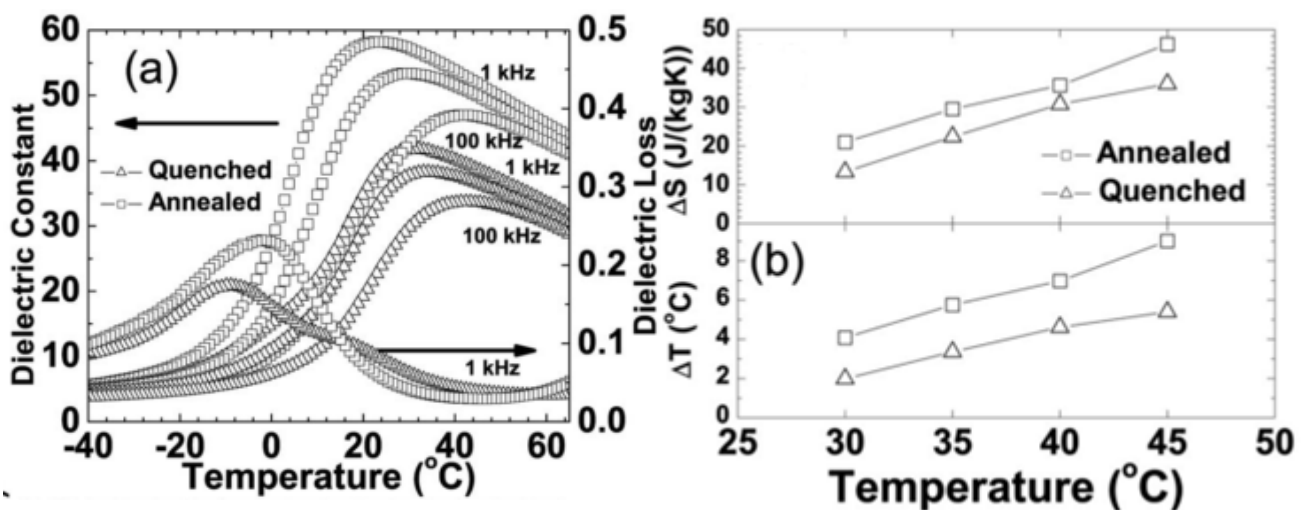 (a)
Dielectric Constant
60
50
40
30
20
10
0
Quenched
Annealed
1 kHz
100 kHz
1 kHz
100 kHz
1 kHz
0.5
0.4
0.3
0.2
0.1
0.0
Dielectric Loss
-40
-20
0
20
40
60
Temperature (°C)
ΔS (J/(kgK))
50
40
30
20
10
0
Annealed
Quenched
(b)
ΔT (°C)
8
6
4
2
0
25
30
35
40
45
50
Temperature (°C)